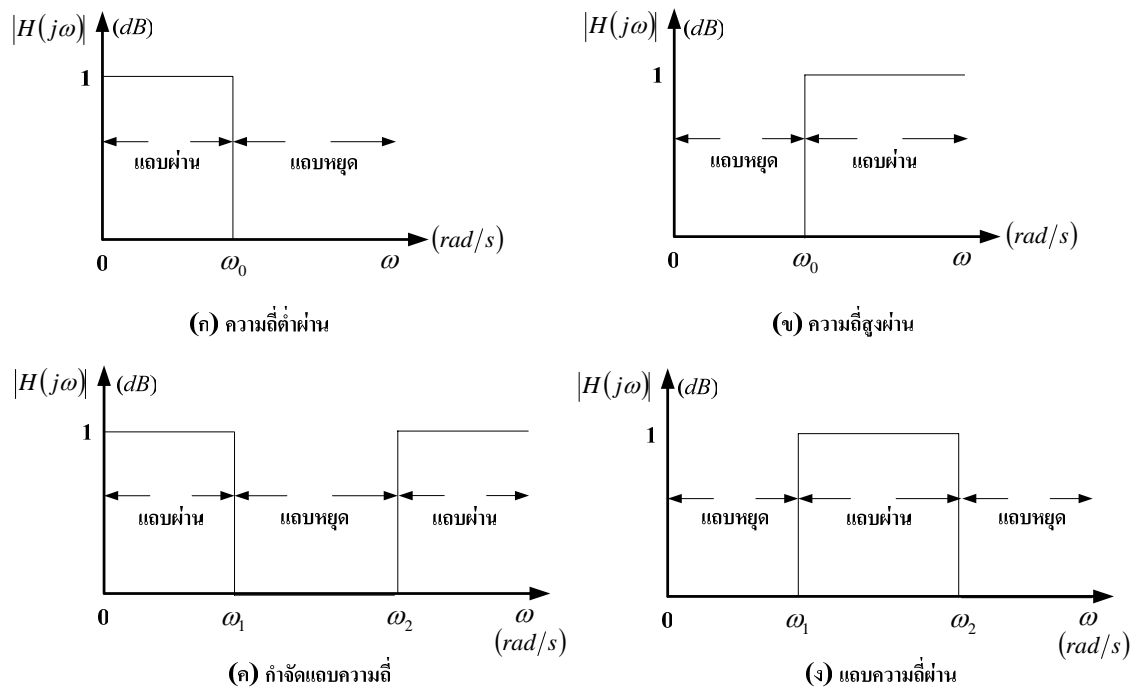 |H(jω)| (dB)
1
แถบผ่าน แถบหยุด
0 ω₀ ω (rad/s)
(ก) ความถี่ต่ำผ่าน
|H(jω)| (dB)
1
แถบหยุด แถบผ่าน
0 ω₀ ω (rad/s)
(ข) ความถี่สูงผ่าน
|H(jω)| (dB)
1
แถบผ่าน แถบหยุด แถบผ่าน
0 ω₁ ω₂ ω
(rad/s)
(ค) กำจัดแถบความถี่
|H(jω)| (dB)
1
แถบหยุด แถบผ่าน แถบหยุด
0 ω₁ ω₂ ω
(rad/s)
(ง) แถบความถี่ผ่าน